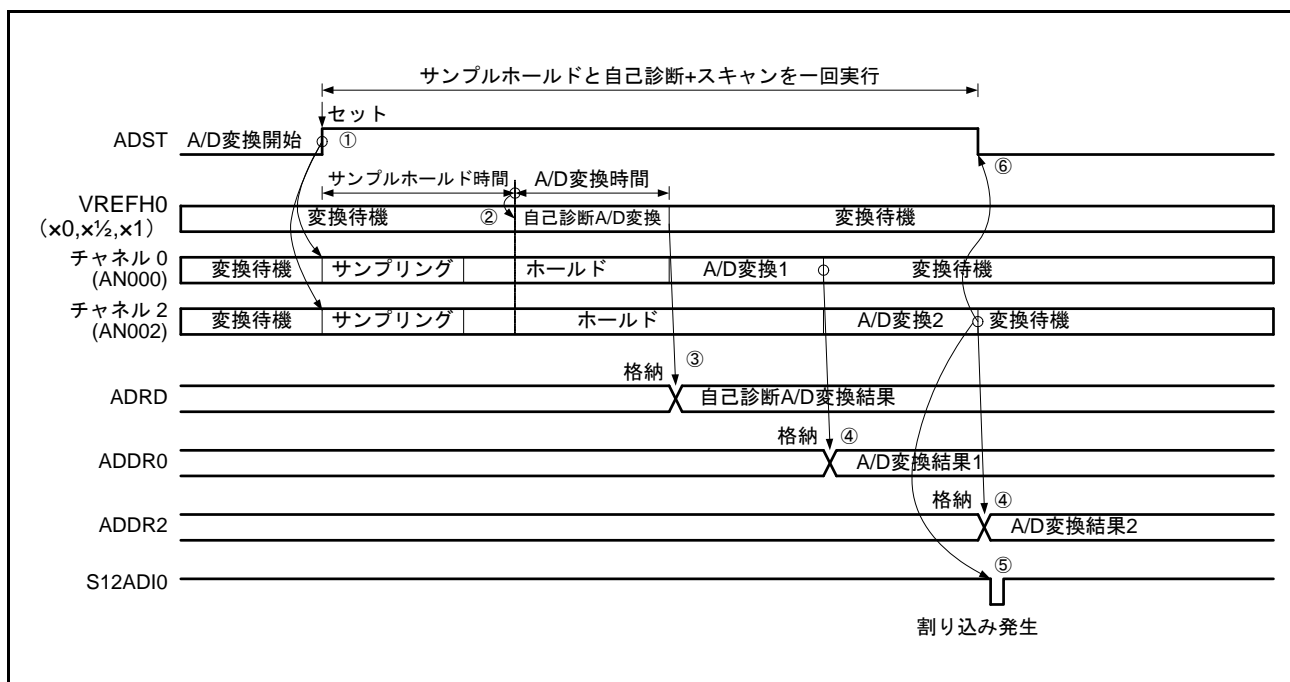 サンプルホールドと自己診断+スキャンを一回実行
セット
ADST
A/D変換開始
①
⑥
サンプルホールド時間
A/D変換時間
VREFH0
（×0,×½,×1）
変換待機
②
自己診断A/D変換
変換待機
チャネル 0
(AN000)
変換待機
サンプリング
ホールド
A/D変換1
変換待機
チャネル 2
(AN002)
変換待機
サンプリング
ホールド
A/D変換2
変換待機
格納
③
ADRD
自己診断A/D変換結果
格納
④
ADDR0
A/D変換結果1
格納
④
ADDR2
A/D変換結果2
S12ADI0
⑤
割り込み発生